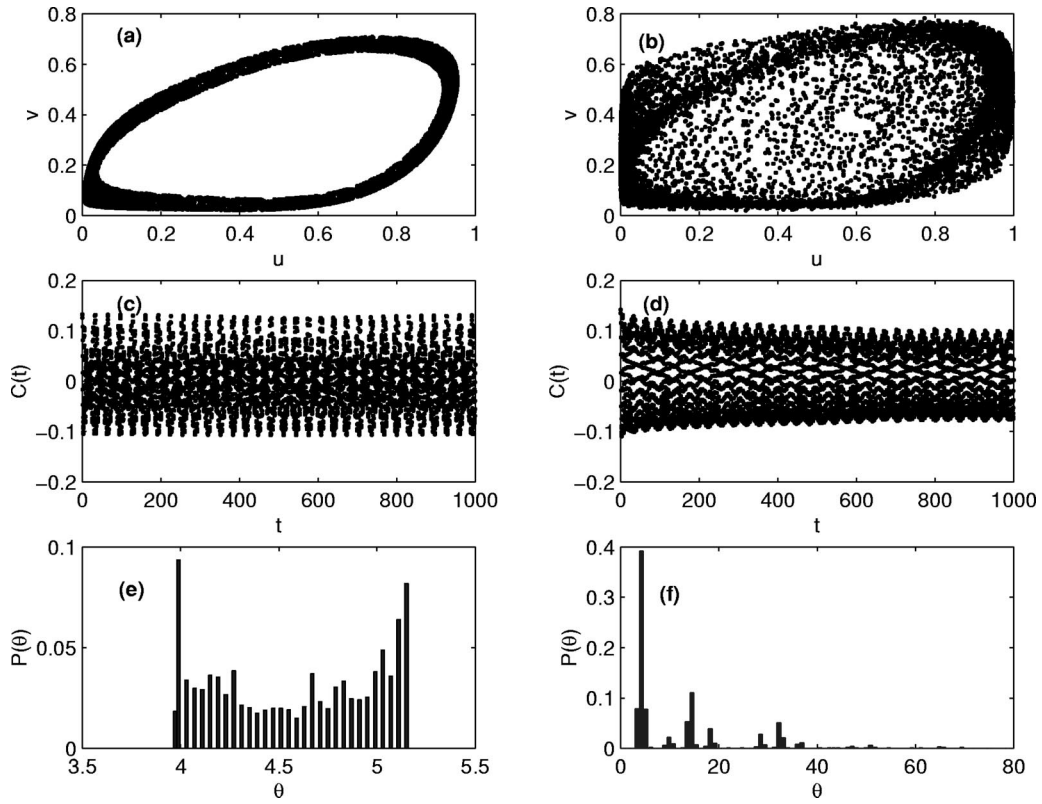 (a)
0.8
0.6
0.4
0.2
0
v
0 0.2 0.4 0.6 0.8 1
u
(b)
0.8
0.6
0.4
0.2
0
v
0 0.2 0.4 0.6 0.8 1
u
(c)
0.2
0.1
0
−0.1
−0.2
C(t)
0 200 400 600 800 1000
t
(d)
0.2
0.1
0
−0.1
−0.2
C(t)
0 200 400 600 800 1000
t
(e)
0.1
0.05
0
P(θ)
3.5 4 4.5 5 5.5
θ
(f)
0.4
0.3
0.2
0.1
0
P(θ)
0 20 40 60 80
θ